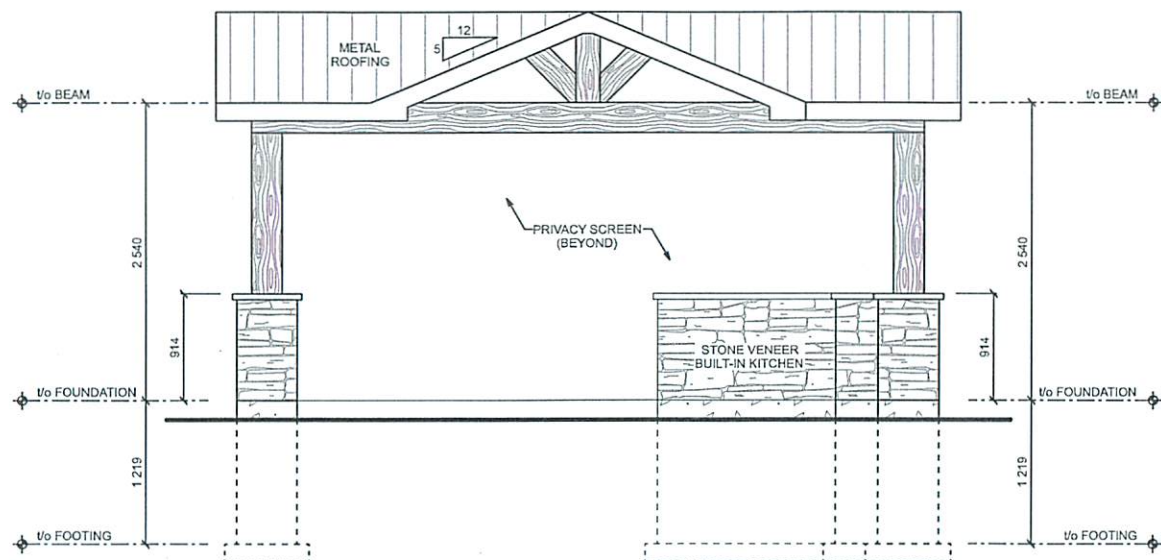 12
5
METAL
ROOFING
t/o BEAM
t/o BEAM
2 540
2 540
PRIVACY SCREEN
(BEYOND)
914
914
STONE VENEER
BUILT-IN KITCHEN
t/o FOUNDATION
t/o FOUNDATION
1 219
1 219
t/o FOOTING
t/o FOOTING